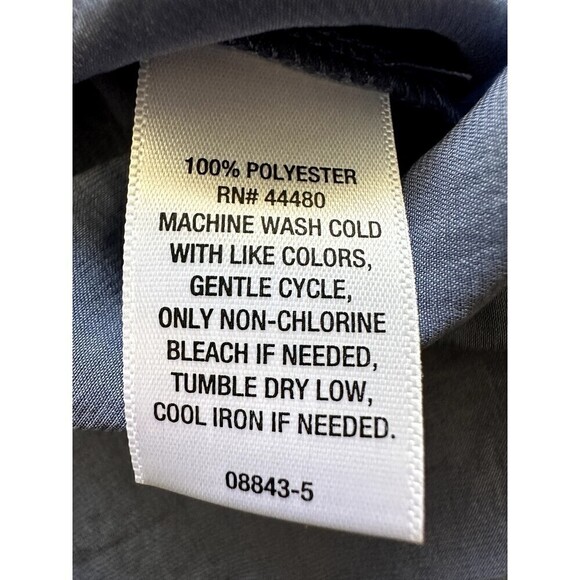 100% POLYESTER
RN# 44480
MACHINE WASH COLD
WITH LIKE COLORS,
GENTLE CYCLE,
ONLY NON-CHLORINE
BLEACH IF NEEDED,
TUMBLE DRY LOW,
COOL IRON IF NEEDED.
08843-5